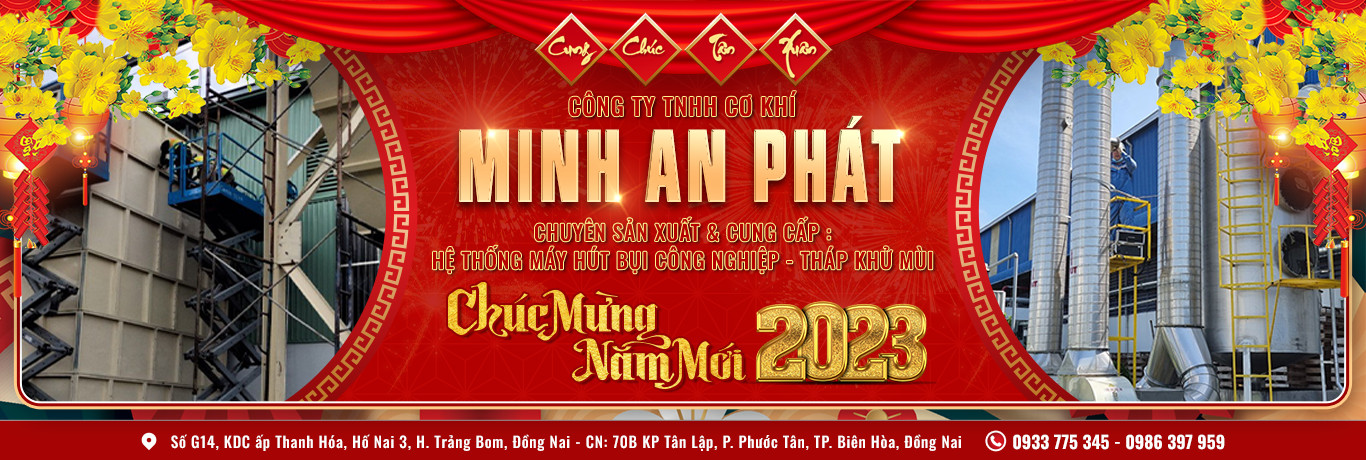 Cung Chúc Tân Xuân
CÔNG TY TNHH CƠ KHÍ
MINH AN PHÁT
CHUYÊN SẢN XUẤT & CUNG CẤP :
HỆ THỐNG MÁY HÚT BỤI CÔNG NGHIỆP - THÁP KHỬ MÙI
Chúc Mừng
Năm Mới 2023
Số G14, KDC ấp Thanh Hóa, Hố Nai 3, H. Trảng Bom, Đồng Nai - CN: 70B KP Tân Lập, P. Phước Tân, TP. Biên Hòa, Đồng Nai 0933 775 345 - 0986 397 959